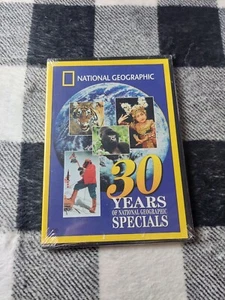 NATIONAL GEOGRAPHIC
30
YEARS
OF NATIONAL GEOGRAPHIC
SPECIALS